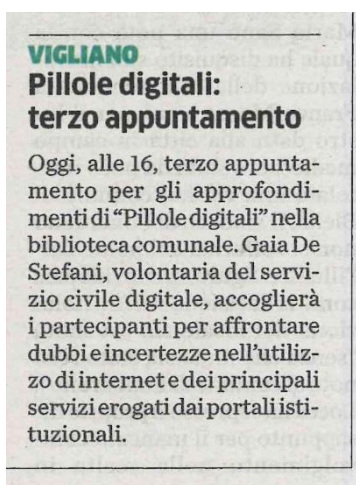 VIGLIANO
Pillole digitali:
terzo appuntamento
Oggi, alle 16, terzo appunta-
mento per gli approfondi-
menti di “Pillole digitali” nella
biblioteca comunale. Gaia De
Stefani, volontaria del servi-
zio civile digitale, accoglierà
i partecipanti per affrontare
dubbi e incertezze nell’utiliz-
zo di internet e dei principali
servizi erogati dai portali isti-
tuzionali.